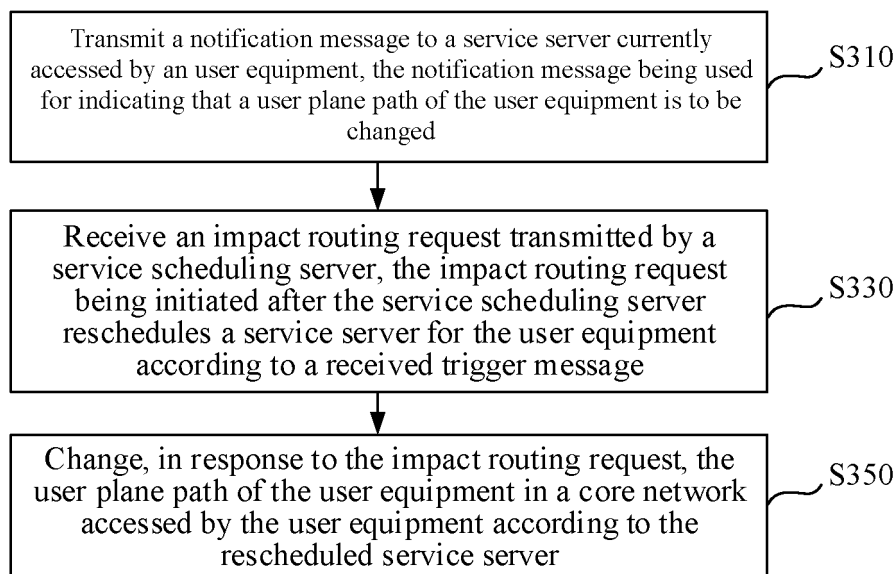 Transmit a notification message to a service server currently
accessed by an user equipment, the notification message being used
for indicating that a user plane path of the user equipment is to be
changed
S310
Receive an impact routing request transmitted by a
service scheduling server, the impact routing request
being initiated after the service scheduling server
reschedules a service server for the user equipment
according to a received trigger message
S330
Change, in response to the impact routing request, the
user plane path of the user equipment in a core network
accessed by the user equipment according to the
rescheduled service server
S350